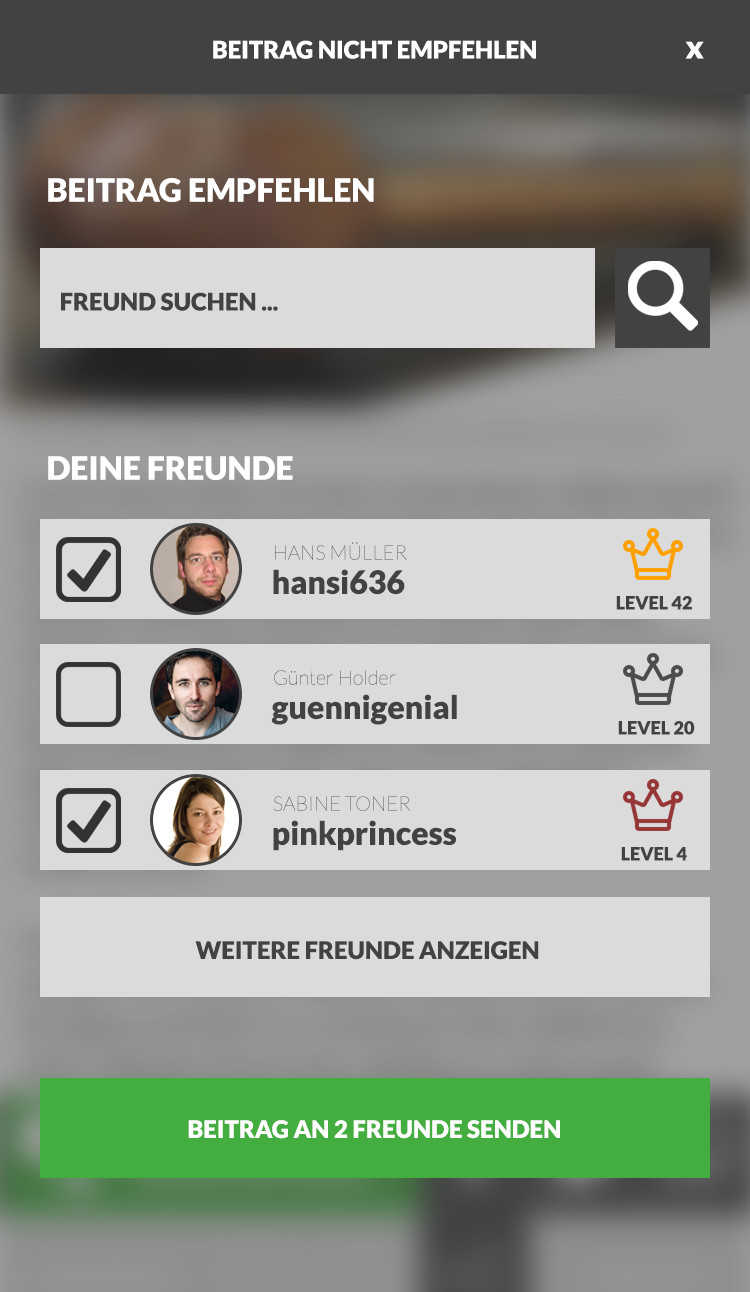 BEITRAG NICHT EMPFEHLEN X
BEITRAG EMPFEHLEN
FREUND SUCHEN ...
DEINE FREUNDE
HANS MÜLLER
hansi636
LEVEL 42
Günter Holder
guennigenial
LEVEL 20
SABINE TONER
pinkprincess
LEVEL 4
WEITERE FREUNDE ANZEIGEN
BEITRAG AN 2 FREUNDE SENDEN